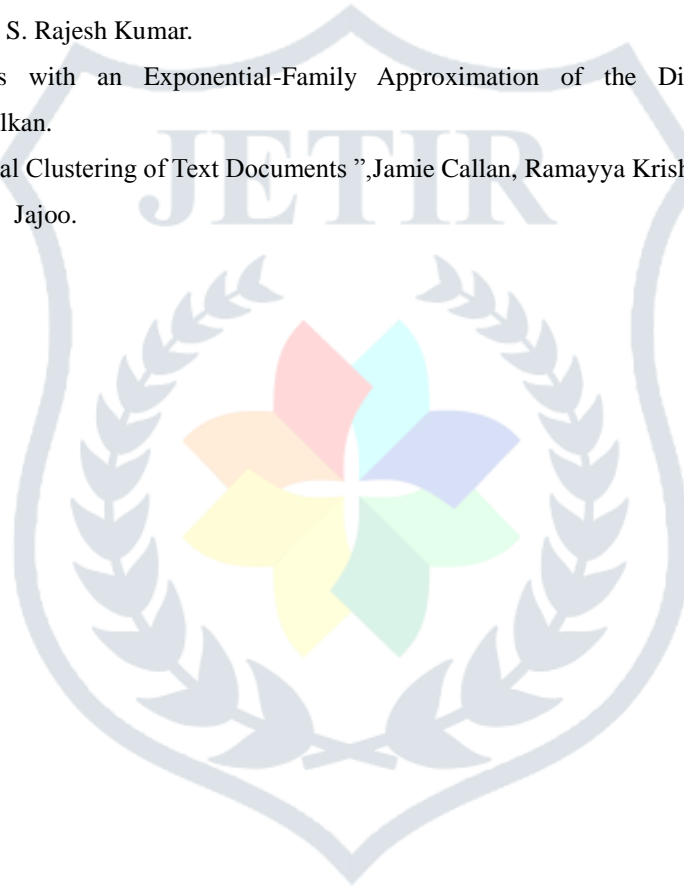 S. Rajesh Kumar.
s with an Exponential-Family Approximation of the Di
lkan.
al Clustering of Text Documents ”,Jamie Callan, Ramayya Krish
Jajoo.
JETIR